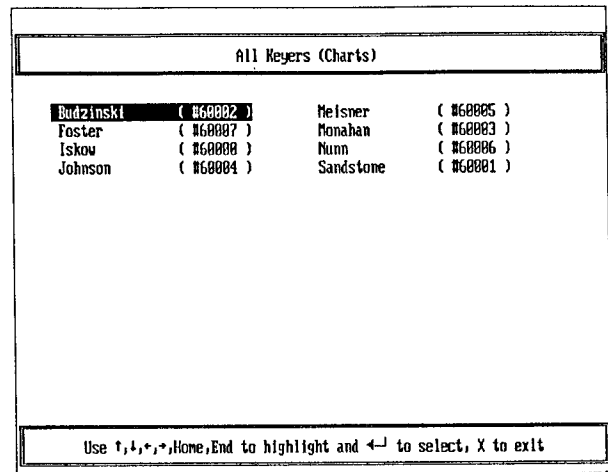 All Keyers (Charts)
Budzinski ( #60002 ) Meisner ( #60005 )
Foster ( #60007 ) Monahan ( #60003 )
Iskow ( #60000 ) Nunn ( #60006 )
Johnson ( #60004 ) Sandstone ( #60001 )
Use ↑,↓,←,→,Home,End to highlight and ◄─┘ to select, X to exit